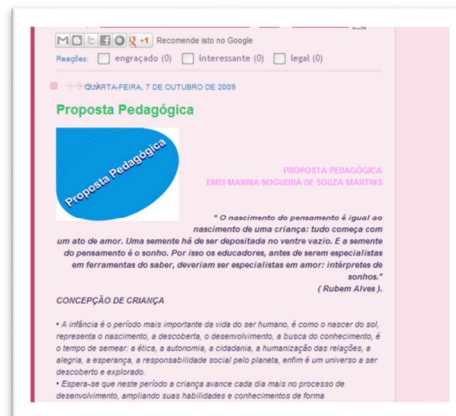 +1 Recomende isto no Google
Reações: engraçado (0) Interessante (0) legal (0)
QUARTA-FEIRA, 7 DE OUTUBRO DE 2009
Proposta Pedagógica
Proposta Pedagógica
PROPOSTA PEDAGÓGICA
EMEI MARINA NOGUEIRA DE SOUZA MARTINS
" O nascimento do pensamento é igual ao
nascimento de uma criança: tudo começa com
um ato de amor. Uma semente há de ser depositada no ventre vazio. E a semente
do pensamento é o sonho. Por isso os educadores, antes de serem especialistas
em ferramentas do saber, deveriam ser especialistas em amor: intérpretes de
sonhos."
( Rubem Alves ).
CONCEPÇÃO DE CRIANÇA
• A infância é o período mais importante da vida do ser humano, é como o nascer do sol,
representa o nascimento, a descoberta, o desenvolvimento, a busca do conhecimento, é
o tempo de semear: a ética, a autonomia, a cidadania, a humanização das relações, a
alegria, a esperança, a responsabilidade social pelo planeta, enfim é um universo a ser
descoberto e explorado.
• Espera-se que neste período a criança avance cada dia mais no processo de
desenvolvimento, ampliando suas habilidades e conhecimentos de forma